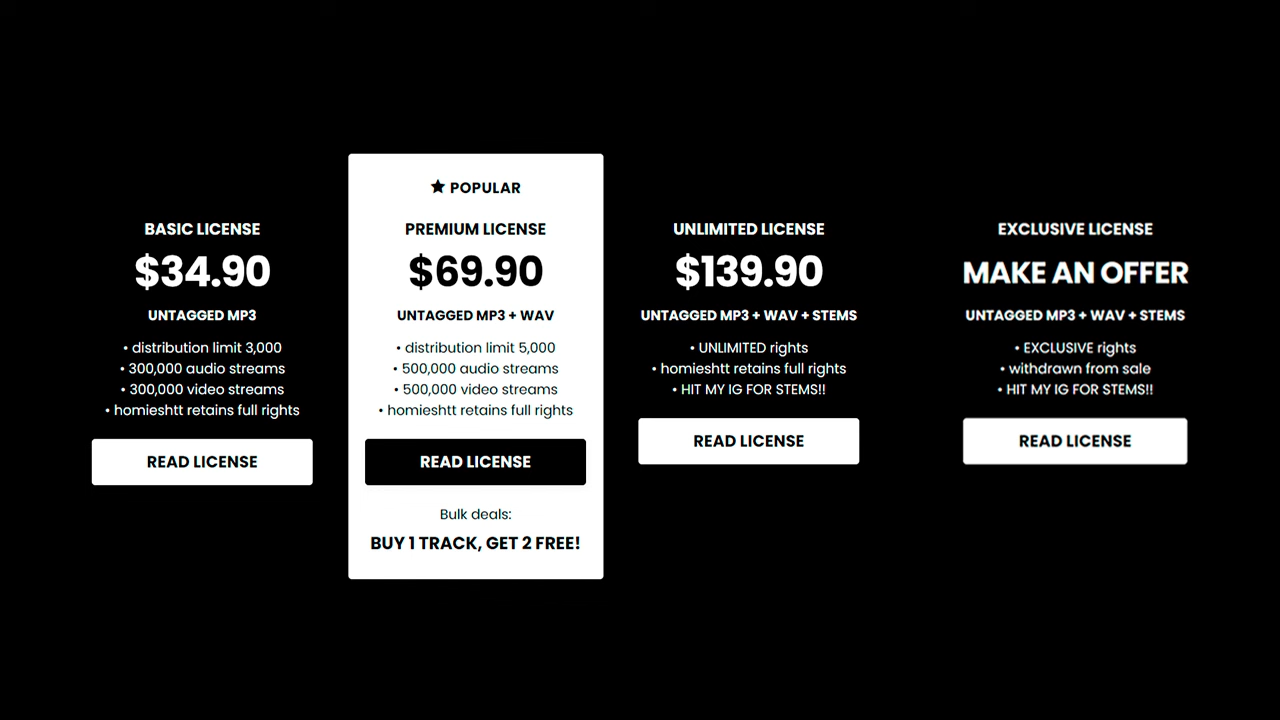 BASIC LICENSE
$34.90
UNTAGGED MP3
• distribution limit 3,000
• 300,000 audio streams
• 300,000 video streams
• homieshtt retains full rights
READ LICENSE
POPULAR
PREMIUM LICENSE
$69.90
UNTAGGED MP3 + WAV
• distribution limit 5,000
• 500,000 audio streams
• 500,000 video streams
• homieshtt retains full rights
READ LICENSE
Bulk deals:
BUY 1 TRACK, GET 2 FREE!
UNLIMITED LICENSE
$139.90
UNTAGGED MP3 + WAV + STEMS
• UNLIMITED rights
• homieshtt retains full rights
• HIT MY IG FOR STEMS!!
READ LICENSE
EXCLUSIVE LICENSE
MAKE AN OFFER
UNTAGGED MP3 + WAV + STEMS
• EXCLUSIVE rights
• withdrawn from sale
• HIT MY IG FOR STEMS!!
READ LICENSE